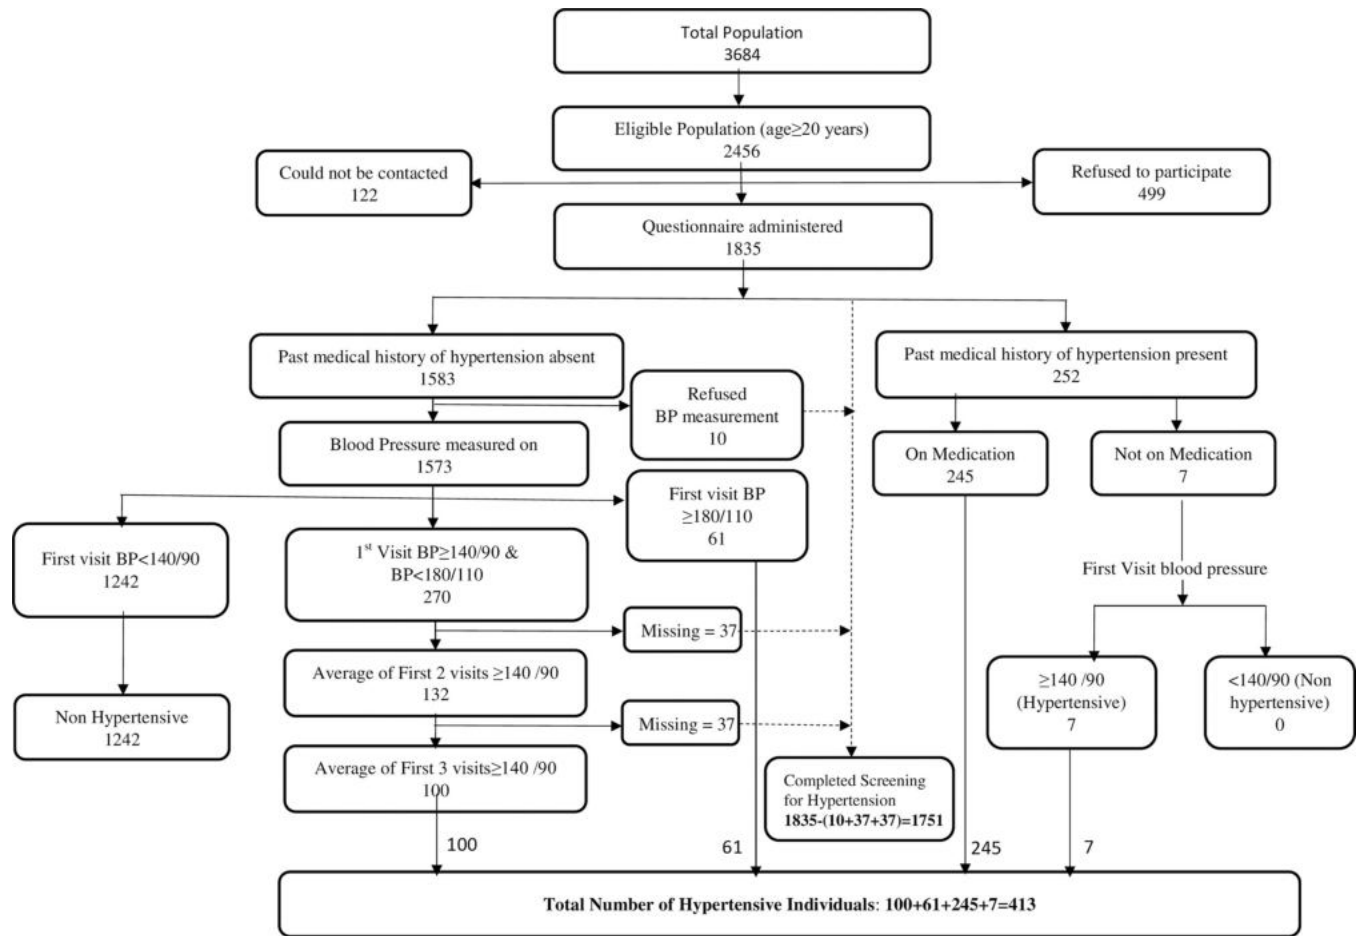 Total Population
3684
Eligible Population (age≥20 years)
2456
Could not be contacted
122
Refused to participate
499
Questionnaire administered
1835
Past medical history of hypertension absent
1583
Past medical history of hypertension present
252
Refused
BP measurement
10
Blood Pressure measured on
1573
On Medication
245
Not on Medication
7
First visit BP
≥180/110
61
First visit BP<140/90
1242
1st Visit BP≥140/90 &
BP<180/110
270
First Visit blood pressure
Missing = 37
Average of First 2 visits ≥140 /90
132
≥140 /90
(Hypertensive)
7
<140/90 (Non
hypertensive)
0
Non Hypertensive
1242
Missing = 37
Average of First 3 visits≥140 /90
100
Completed Screening
for Hypertension
1835-(10+37+37)=1751
100
61
245
7
Total Number of Hypertensive Individuals: 100+61+245+7=413